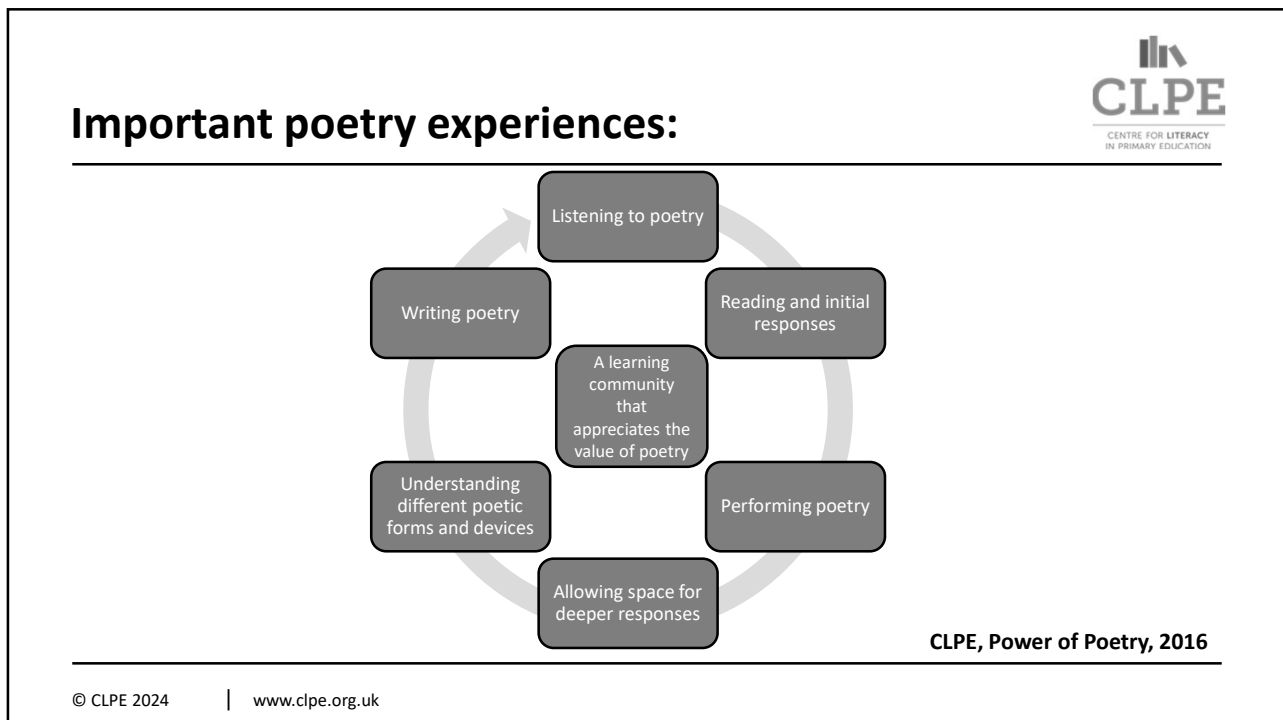 CLPE
CENTRE FOR LITERACY
IN PRIMARY EDUCATION
Important poetry experiences:
Listening to poetry
Reading and initial
responses
Performing poetry
Allowing space for
deeper responses
Understanding
different poetic
forms and devices
Writing poetry
A learning
community
that
appreciates the
value of poetry
CLPE, Power of Poetry, 2016
© CLPE 2024 | www.clpe.org.uk